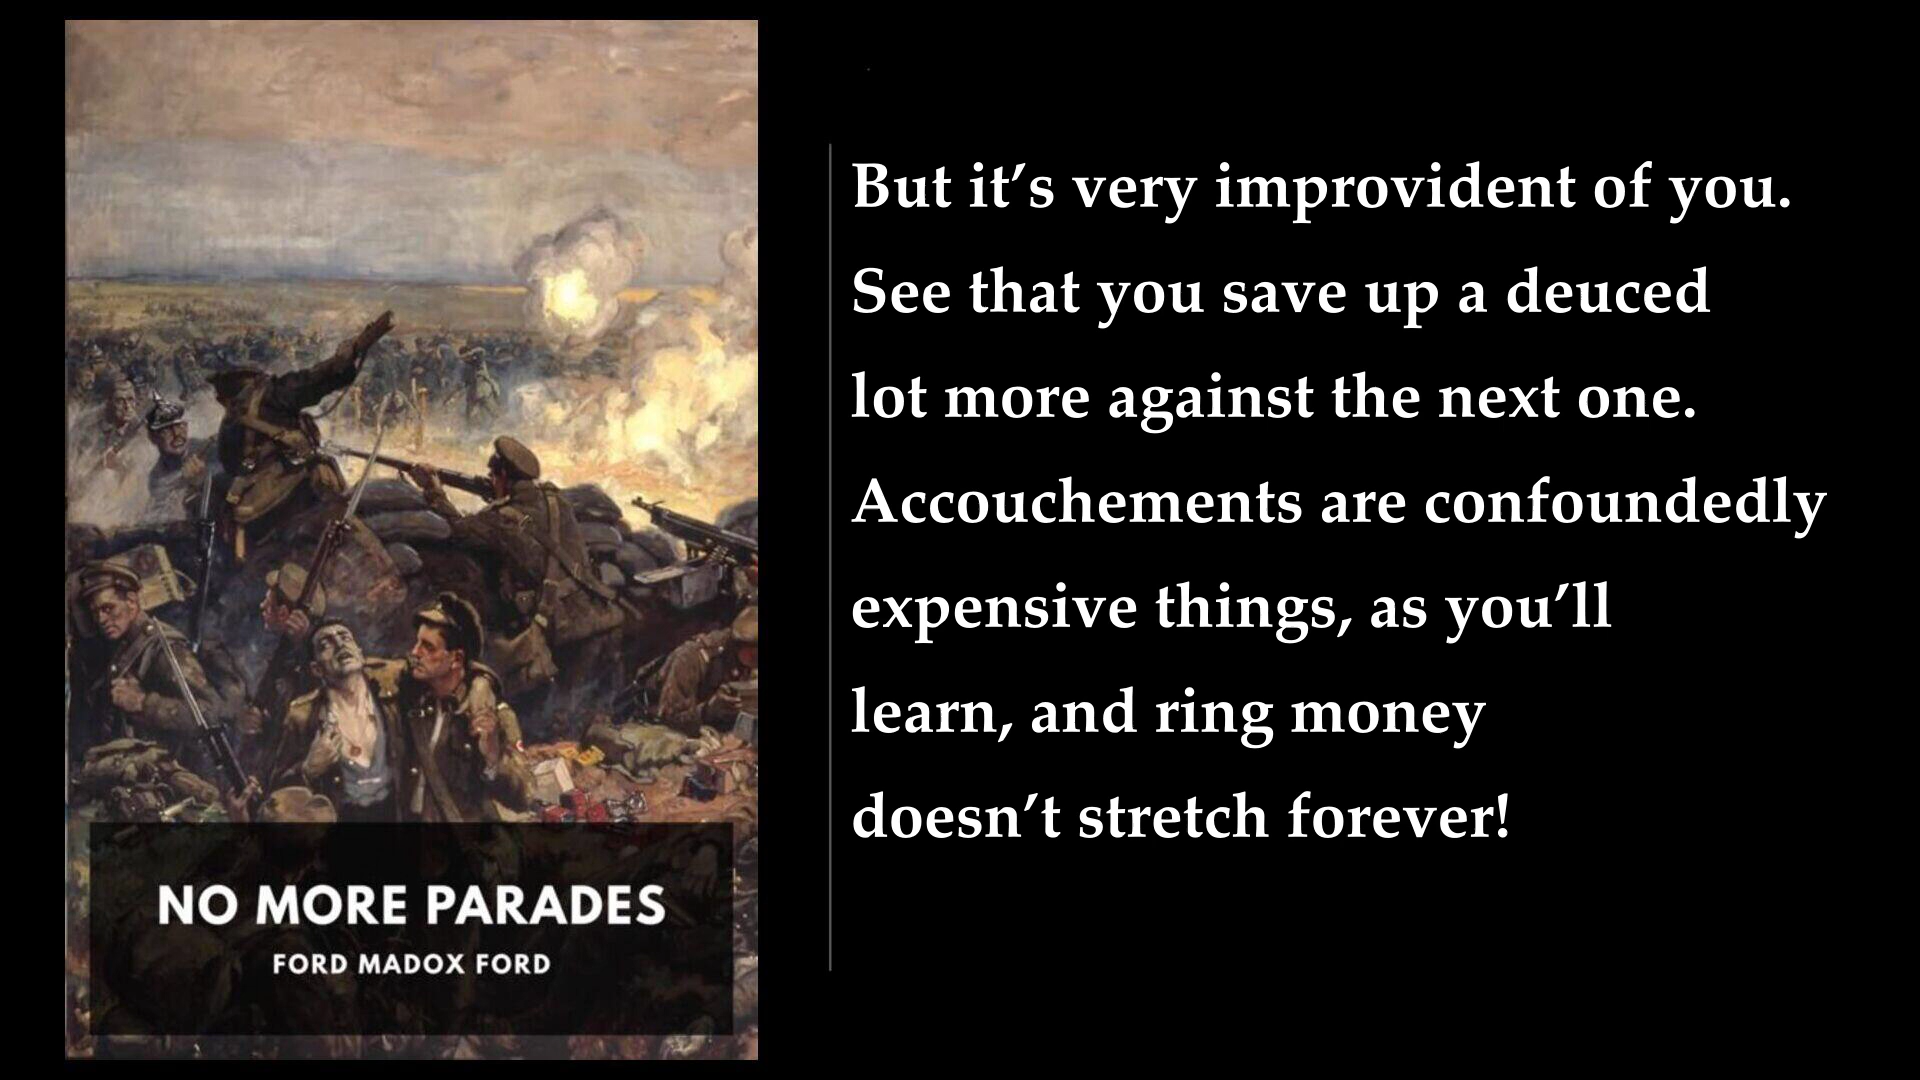 But it’s very improvident of you.
See that you save up a deuced
lot more against the next one.
Accouchements are confoundedly
expensive things, as you’ll
learn, and ring money
doesn’t stretch forever!
NO MORE PARADES
FORD MADOX FORD